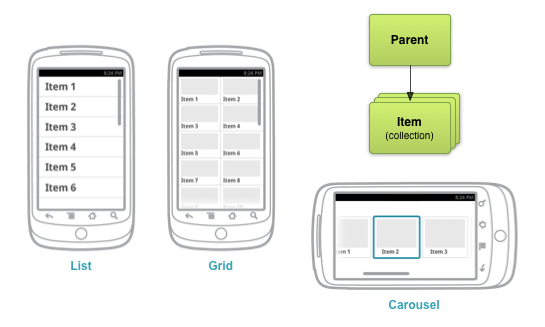 8:24 PM
Item 1
Item 2
Item 3
Item 4
Item 5
Item 6
List
8:24 PM
Item 1 Item 2
Item 3 Item 4
Item 5 Item 6
Item 7 Item 8
Grid
Parent
Item
(collection)
8:24 PM
em 1 Item 2 Item 3
Carousel